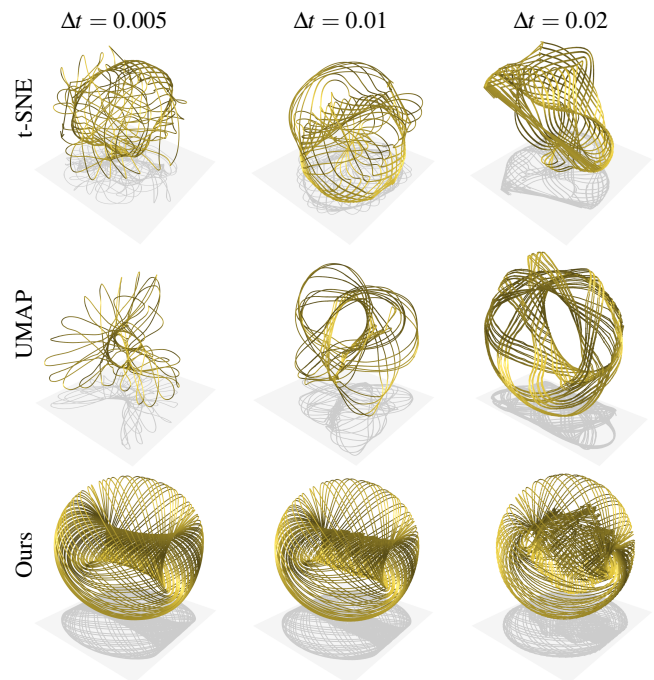 Δt = 0.005 Δt = 0.01 Δt = 0.02
t-SNE
UMAP
Ours